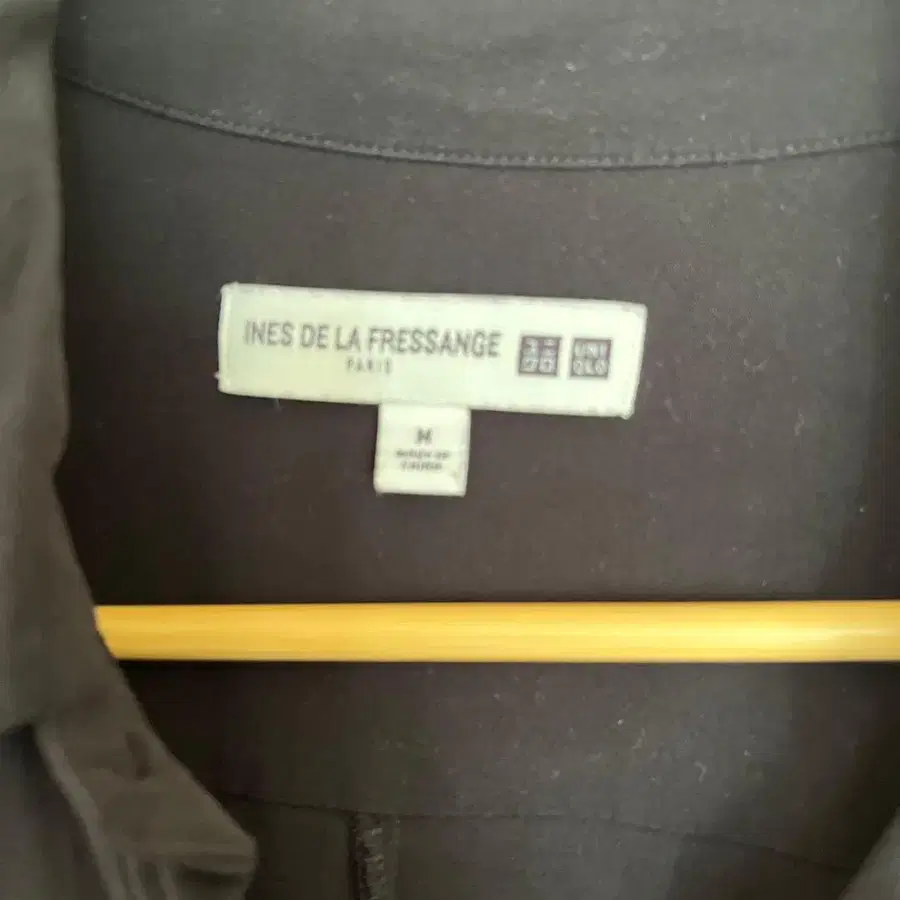 INES DE LA FRESSANGE
PARIS
UNI
QLO
M